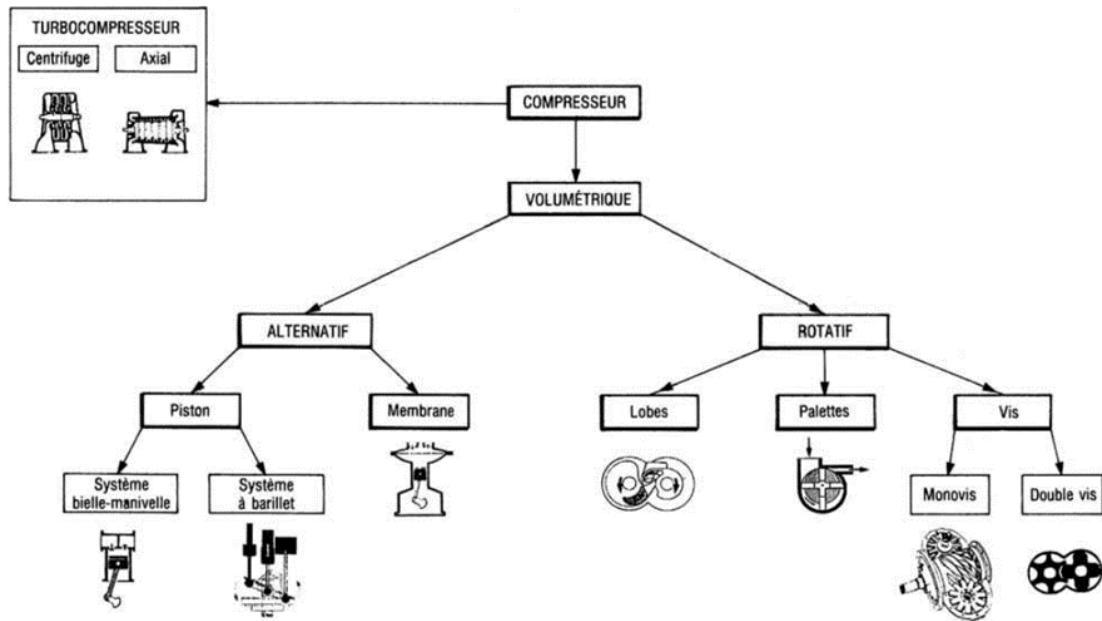 TURBOCOMPRESSEUR
Centrifuge
Axial
COMPRESSEUR
VOLUMÉTRIQUE
ALTERNATIF
ROTATIF
Piston
Membrane
Lobes
Palettes
Vis
Système
bielle-manivelle
Système
à barillet
Monovis
Double vis